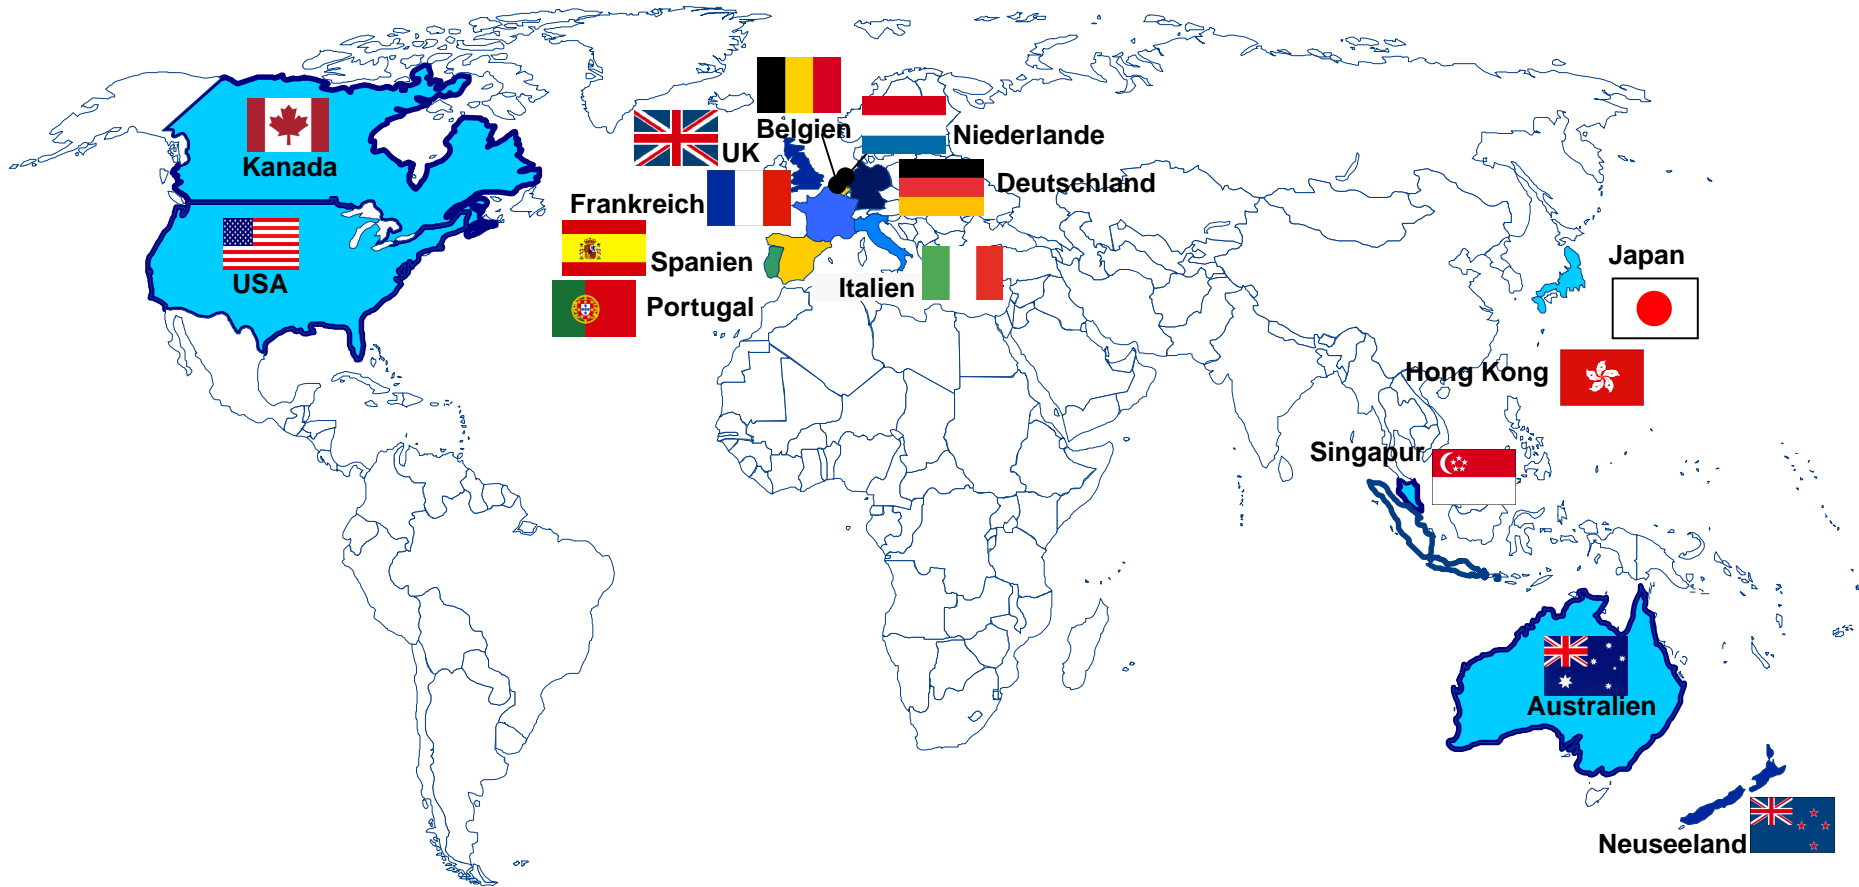 Kanada
USA
Belgien
UK
Niederlande
Deutschland
Frankreich
Spanien
Italien
Portugal
Japan
Hong Kong
Singapur
Australien
Neuseeland